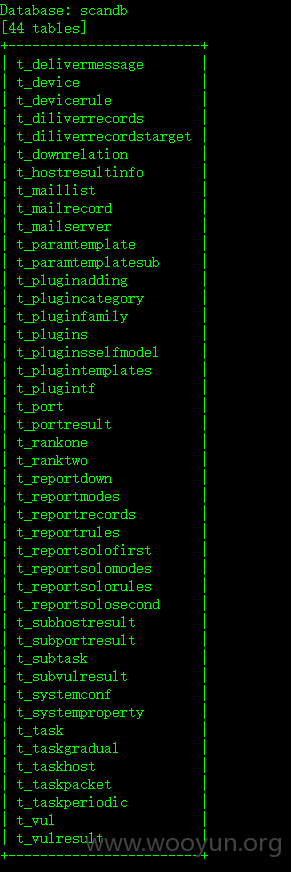 Database: scandb
[44 tables]
+-----------------------+
| t_delivermessage |
| t_device |
| t_devicerule |
| t_diliverrecords |
| t_diliverrecordstarget |
| t_downrelation |
| t_hostresultinfo |
| t_maillist |
| t_mailrecord |
| t_mailserver |
| t_paramtemplate |
| t_paramtemplatesub |
| t_pluginadding |
| t_plugincategory |
| t_pluginfamily |
| t_plugins |
| t_pluginsselfmodel |
| t_plugintemplates |
| t_plugintf |
| t_port |
| t_portresult |
| t_rankone |
| t_ranktwo |
| t_reportdown |
| t_reportmodes |
| t_reportrecords |
| t_reportrules |
| t_reportsolofirst |
| t_reportsolomodes |
| t_reportsolorules |
| t_reportsolosecond |
| t_subhostresult |
| t_subportresult |
| t_subtask |
| t_subvulresult |
| t_systemconf |
| t_systemproperty |
| t_task |
| t_taskgradual |
| t_taskhost |
| t_taskpacket |
| t_taskperiodic |
| t_vul |
| t_vulresult |
+-----------------------+
www.wooyun.org